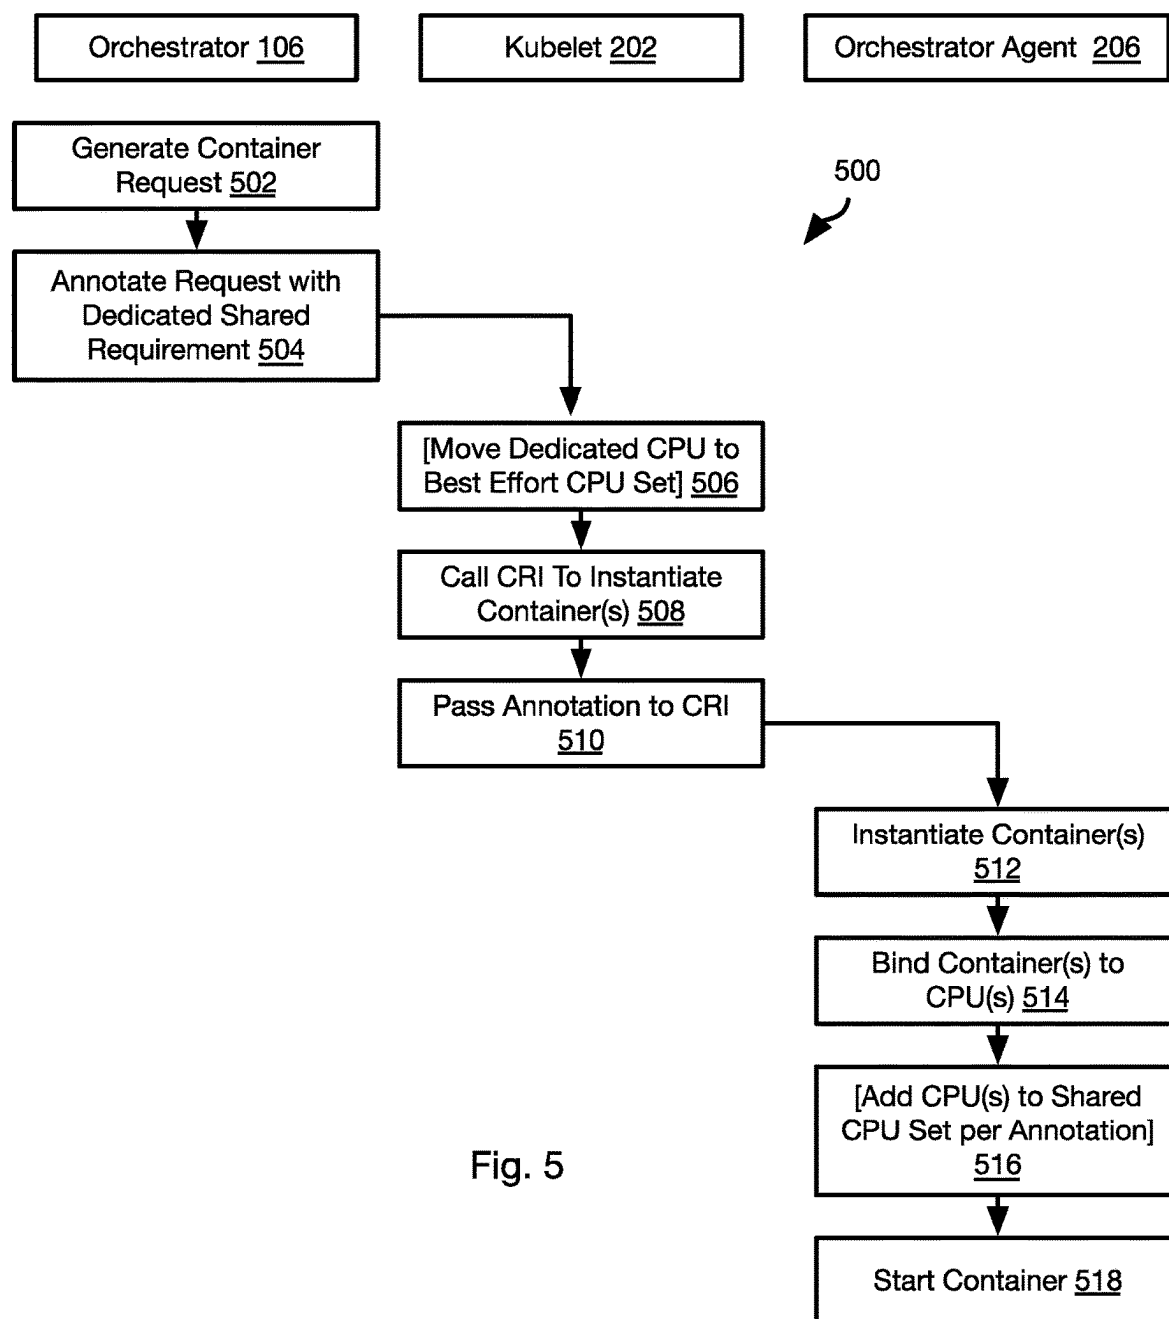 Orchestrator 106
Kubelet 202
Orchestrator Agent 206
Generate Container
Request 502
500
Annotate Request with
Dedicated Shared
Requirement 504
[Move Dedicated CPU to
Best Effort CPU Set] 506
Call CRI To Instantiate
Container(s) 508
Pass Annotation to CRI
510
Instantiate Container(s)
512
Bind Container(s) to
CPU(s) 514
[Add CPU(s) to Shared
CPU Set per Annotation]
516
Fig. 5
Start Container 518